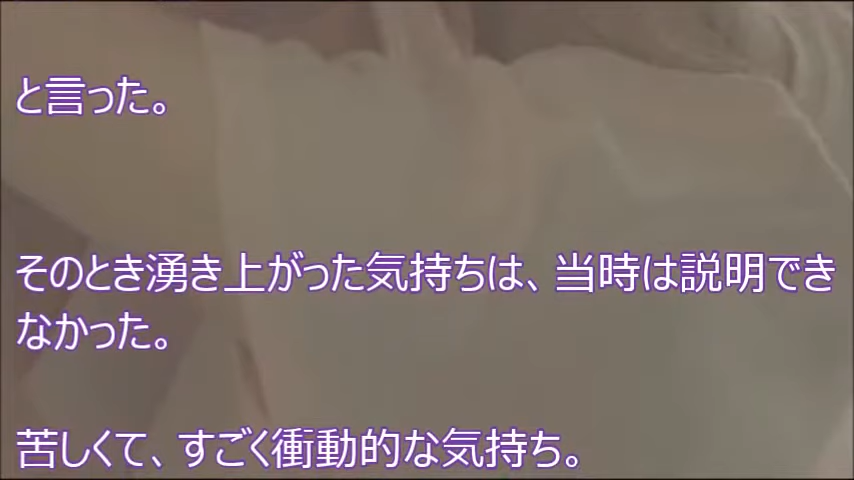 と言った。
そのとき湧き上がった気持ちは、当時は説明でき
なかった。
苦しくて、すごく衝動的な気持ち。